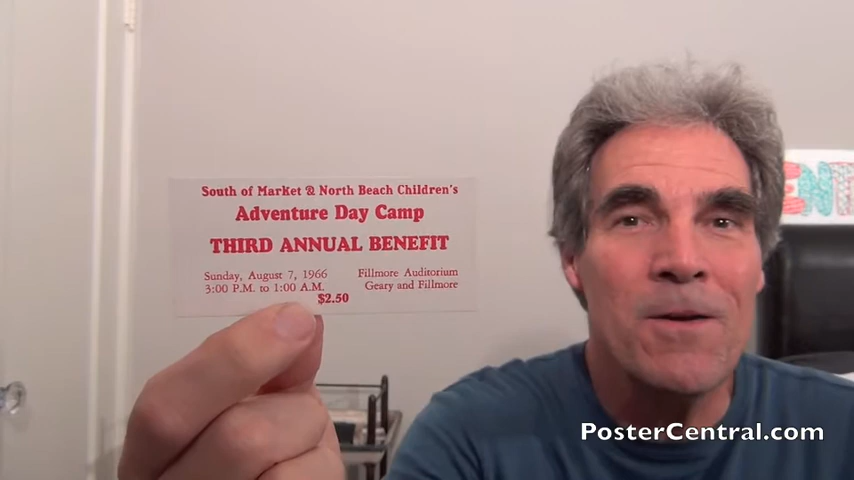 South of Market & North Beach Children's
Adventure Day Camp
THIRD ANNUAL BENEFIT
Sunday, August 7, 1966
3:00 P.M. to 1:00 A.M.
Fillmore Auditorium
Geary and Fillmore
$2.50
PosterCentral.com